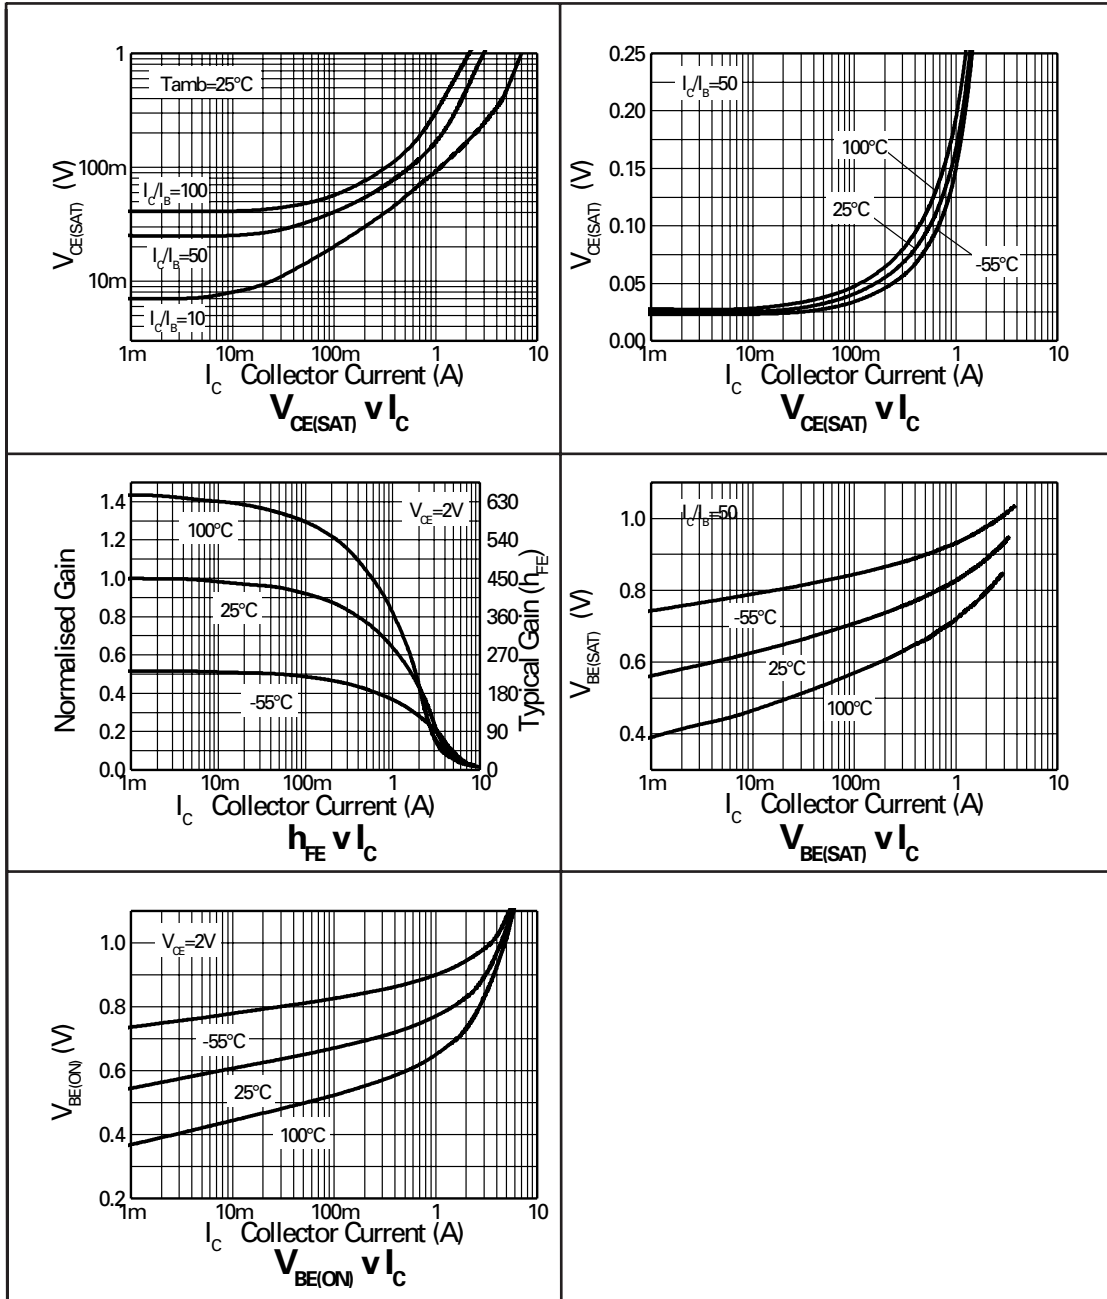 1
100m
10m
V_CE(SAT) (V)
Tamb=25°C
I_C/I_B=100
I_C/I_B=50
I_C/I_B=10
1m 10m 100m 1 10
I_C Collector Current (A)
V_CE(SAT) v I_C
0.25
0.20
0.15
0.10
0.05
0.00
V_CE(SAT) (V)
I_C/I_B=50
100°C
25°C
-55°C
1m 10m 100m 1 10
I_C Collector Current (A)
V_CE(SAT) v I_C
1.4
1.2
1.0
0.8
0.6
0.4
0.2
0.0
Normalised Gain
V_CE=2V
100°C
25°C
-55°C
630
540
450
360
270
180
90
0
Typical Gain (h_FE)
1m 10m 100m 1 10
I_C Collector Current (A)
h_FE v I_C
1.0
0.8
0.6
0.4
V_BE(SAT) (V)
I_C/I_B=50
-55°C
25°C
100°C
1m 10m 100m 1 10
I_C Collector Current (A)
V_BE(SAT) v I_C
1.0
0.8
0.6
0.4
0.2
V_BE(ON) (V)
V_CE=2V
-55°C
25°C
100°C
1m 10m 100m 1 10
I_C Collector Current (A)
V_BE(ON) v I_C